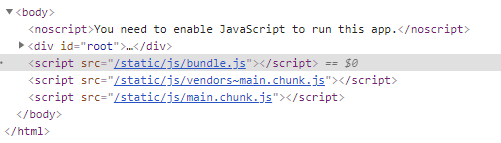 ▼<body>
<noscript>You need to enable JavaScript to run this app.</noscript>
▶<div id="root">…</div>
<script src="/static/js/bundle.js"></script> == $0
<script src="/static/js/vendors~main.chunk.js"></script>
<script src="/static/js/main.chunk.js"></script>
</body>
</html>